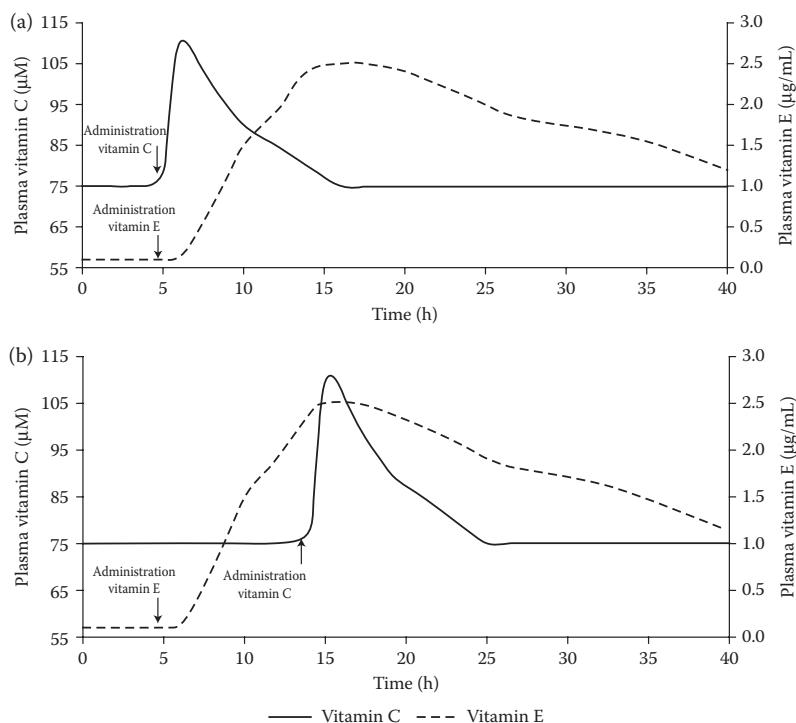 (a)
115
105
95
85
75
65
55
Plasma vitamin C (µM)
3.0
2.5
2.0
1.5
1.0
0.5
0.0
Plasma vitamin E (µg/mL)
Administration
vitamin C
Administration
vitamin E
0 5 10 15 20 25 30 35 40
Time (h)
(b)
115
105
95
85
75
65
55
Plasma vitamin C (µM)
3.0
2.5
2.0
1.5
1.0
0.5
0.0
Plasma vitamin E (µg/mL)
Administration
vitamin E
Administration
vitamin C
0 5 10 15 20 25 30 35 40
Time (h)
Vitamin C Vitamin E